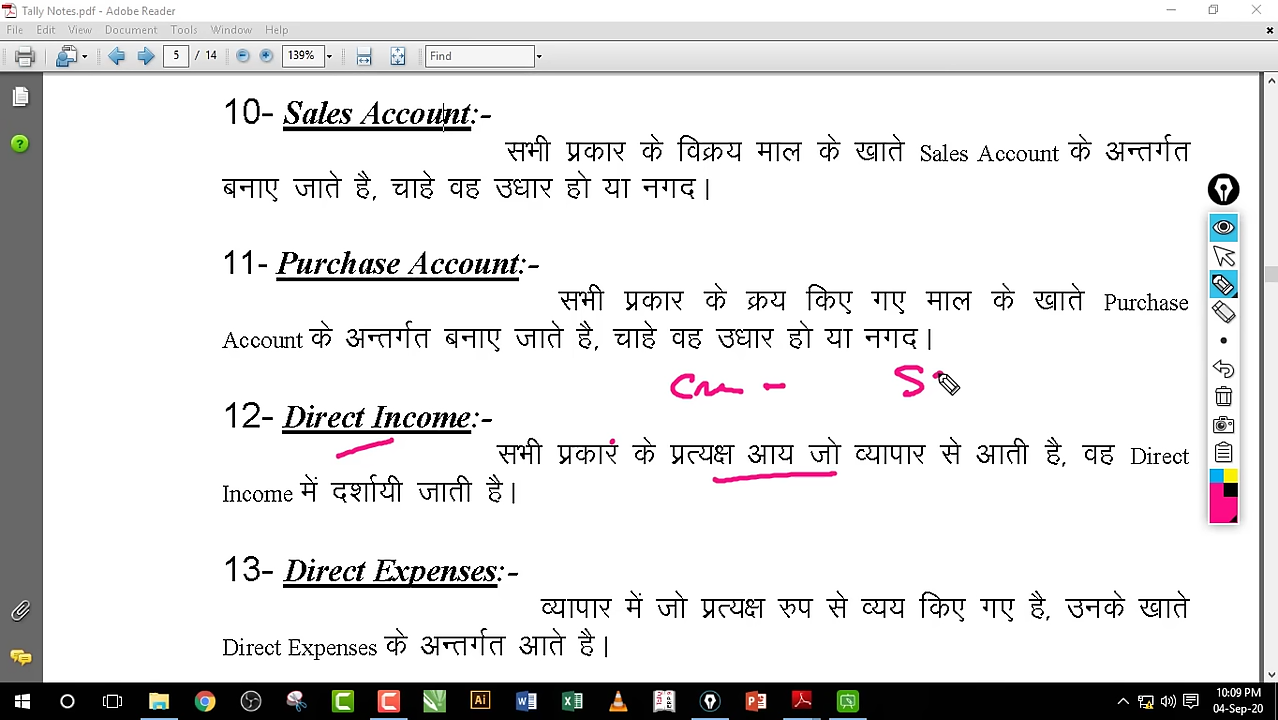 Tally Notes.pdf - Adobe Reader
File Edit View Document Tools Window Help
5 / 14 139% Find
10- Sales Account:-
सभी प्रकार के विक्रय माल के खाते Sales Account के अन्तर्गत
बनाए जाते है, चाहे वह उधार हो या नगद।
11- Purchase Account:-
सभी प्रकार के क्रय किए गए माल के खाते Purchase
Account के अन्तर्गत बनाए जाते है, चाहे वह उधार हो या नगद।
12- Direct Income:-
सभी प्रकार के प्रत्यक्ष आय जो व्यापार से आती है, वह Direct
Income में दर्शायी जाती है।
13- Direct Expenses:-
व्यापार में जो प्रत्यक्ष रुप से व्यय किए गए है, उनके खाते
Direct Expenses के अन्तर्गत आते है।
10:09 PM
04-Sep-20